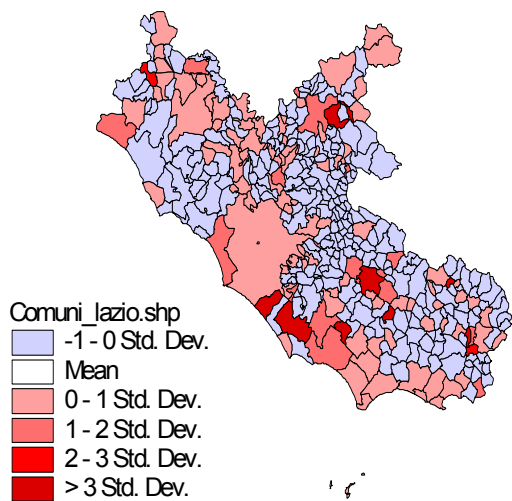 Comuni_lazio.shp
-1 - 0 Std. Dev.
Mean
0 - 1 Std. Dev.
1 - 2 Std. Dev.
2 - 3 Std. Dev.
> 3 Std. Dev.